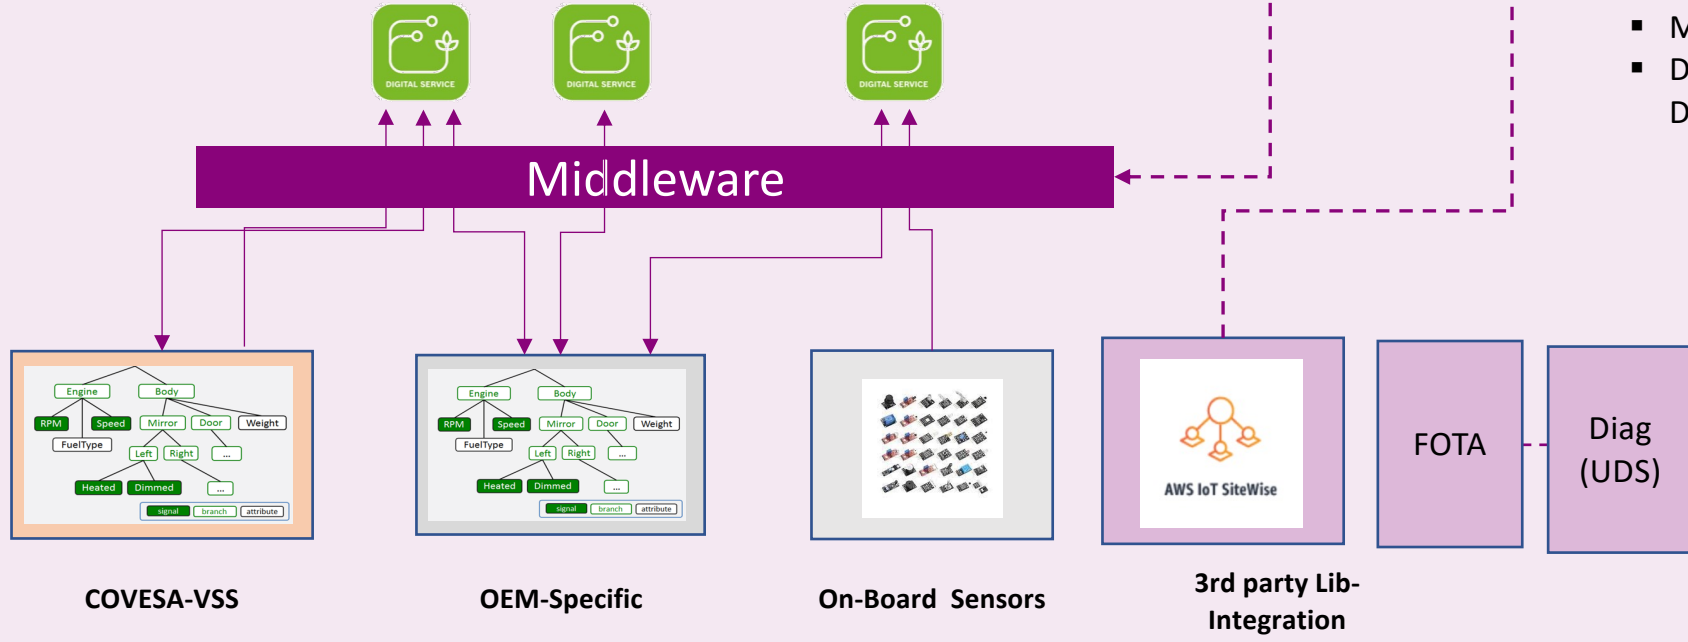 DIGITAL SERVICE
DIGITAL SERVICE
DIGITAL SERVICE
▪ M
▪ D
D
Middleware
Engine Body
RPM Speed Mirror Door Weight
FuelType Left Right ...
Heated Dimmed ...
signal branch attribute
Engine Body
RPM Speed Mirror Door Weight
FuelType Left Right ...
Heated Dimmed ...
signal branch attribute
AWS IoT SiteWise
FOTA
Diag
(UDS)
COVESA-VSS
OEM-Specific
On-Board Sensors
3rd party Lib-
Integration